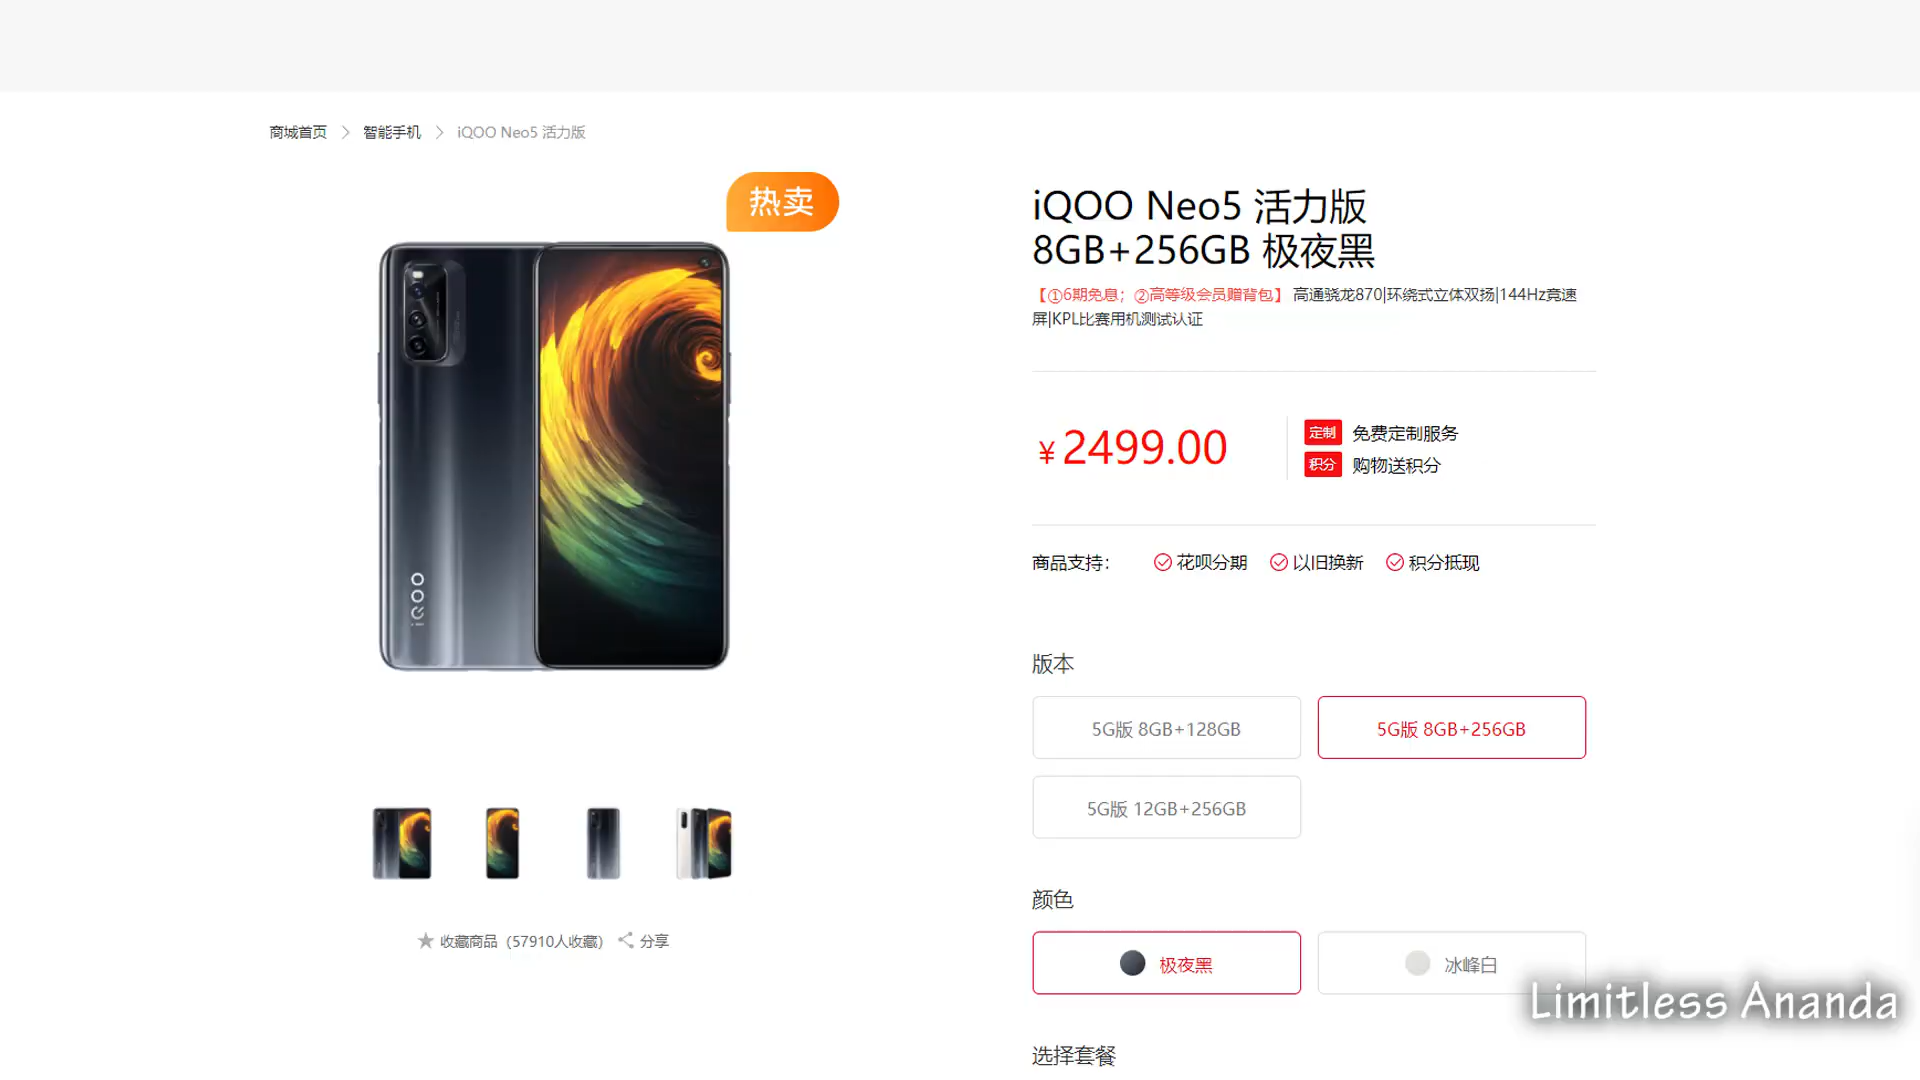 商城首页 > 智能手机 > iQOO Neo5 活力版
热卖
iQOO
iQOO Neo5 活力版
8GB+256GB 极夜黑
【①6期免息；②高等级会员赠背包】 高通骁龙870|环绕式立体双扬|144Hz竞速
屏|KPL比赛用机测试认证
¥ 2499.00
定制 免费定制服务
积分 购物送积分
商品支持： 花呗分期 以旧换新 积分抵现
版本
5G版 8GB+128GB
5G版 8GB+256GB
5G版 12GB+256GB
颜色
极夜黑
冰峰白
收藏商品（57910人收藏） 分享
选择套餐
Limitless Ananda